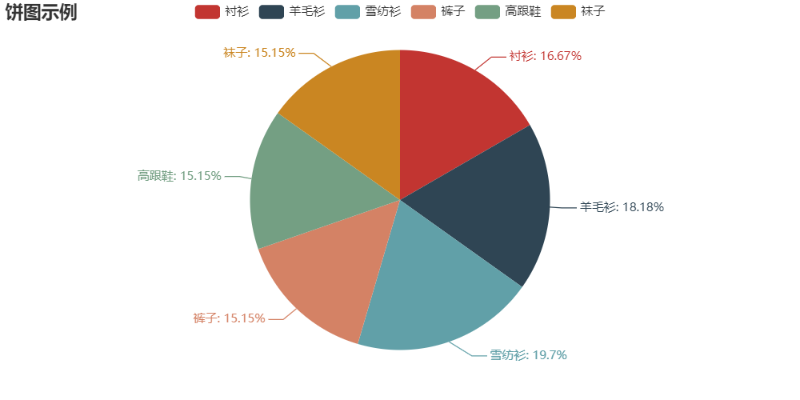 饼图示例
衬衫 羊毛衫 雪纺衫 裤子 高跟鞋 袜子
袜子: 15.15%
衬衫: 16.67%
高跟鞋: 15.15%
羊毛衫: 18.18%
裤子: 15.15%
雪纺衫: 19.7%